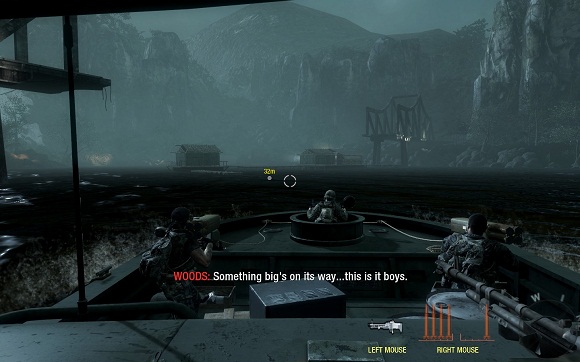 32m
WOODS: Something big's on its way...this is it boys.
LEFT MOUSE
RIGHT MOUSE